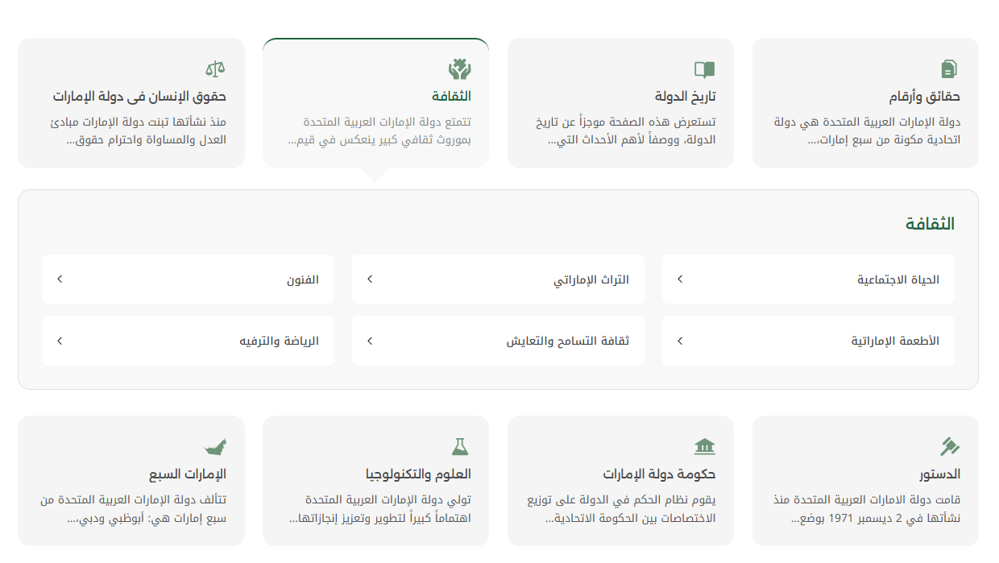 حقائق وأرقام
دولة الإمارات العربية المتحدة هي دولة
اتحادية مكونة من سبع إمارات،...
تاريخ الدولة
تستعرض هذه الصفحة موجزاً عن تاريخ
الدولة، ووصفاً لأهم الأحداث التي...
الثقافة
تتمتع دولة الإمارات العربية المتحدة
بموروث ثقافي كبير ينعكس في قيم...
حقوق الإنسان في دولة الإمارات
منذ نشأتها تبنت دولة الإمارات مبادئ
العدل والمساواة واحترام حقوق...
الثقافة
الحياة الاجتماعية
التراث الإماراتي
الفنون
الأطعمة الإماراتية
ثقافة التسامح والتعايش
الرياضة والترفيه
الدستور
قامت دولة الامارات العربية المتحدة منذ
نشأتها في 2 ديسمبر 1971 بوضع...
حكومة دولة الإمارات
يقوم نظام الحكم في الدولة على توزيع
الاختصاصات بين الحكومة الاتحادية...
العلوم والتكنولوجيا
تولي دولة الإمارات العربية المتحدة
اهتماماً كبيراً لتطوير وتعزيز إنجازاتها...
الإمارات السبع
تتألف دولة الإمارات العربية المتحدة من
سبع إمارات هي: أبوظبي ودبي،...